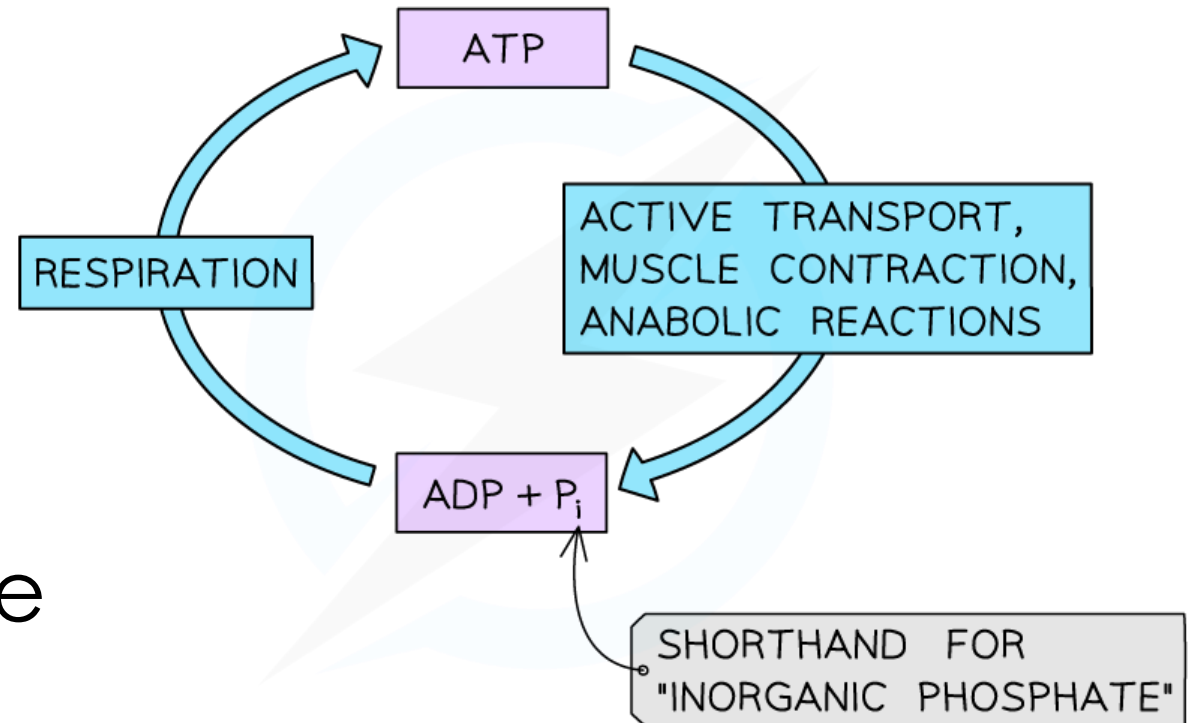 ATP
RESPIRATION
ACTIVE TRANSPORT,
MUSCLE CONTRACTION,
ANABOLIC REACTIONS
ADP + Pi
e
SHORTHAND FOR
"INORGANIC PHOSPHATE"